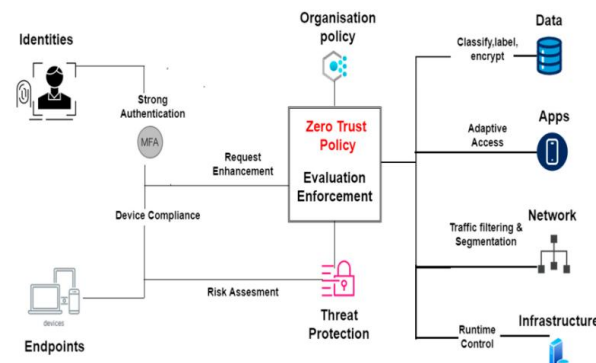 Identities
Strong
Authentication
MFA
Device Compliance
devices
Endpoints
Request
Enhancement
Risk Assesment
Organisation
policy
Zero Trust
Policy
Evaluation
Enforcement
Threat
Protection
Data
Classify,label,
encrypt
Apps
Adaptive
Access
Network
Traffic filtering &
Segmentation
Infrastructure
Runtime
Control